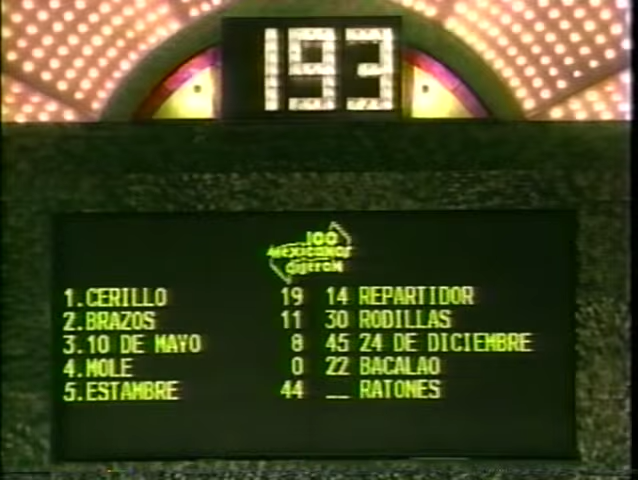 193
100
MEXICANOS
DIJERON
1.CERILLO 19 14 REPARTIDOR
2.BRAZOS 11 30 RODILLAS
3.10 DE MAYO 8 45 24 DE DICIEMBRE
4.MOLE 0 22 BACALAO
5.ESTAMBRE 44 __ RATONES